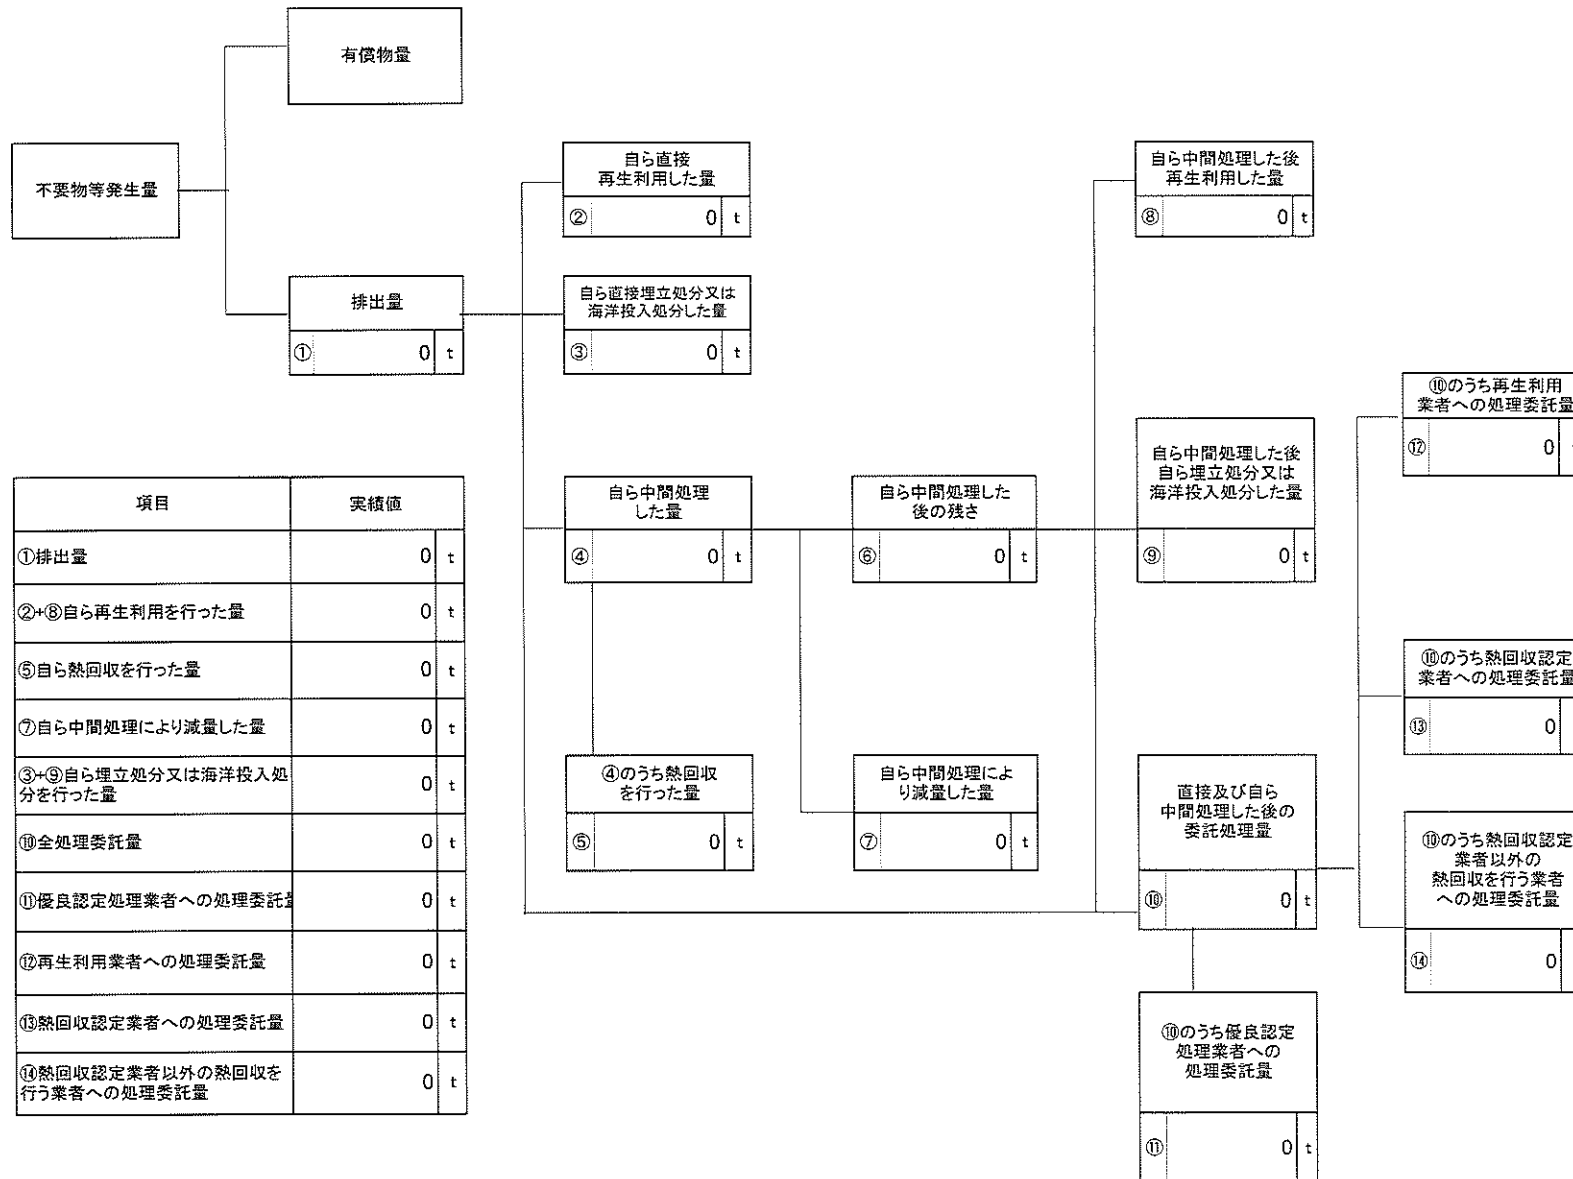 有償物量
不要物等発生量
自ら直接
再生利用した量
② 0 t
自ら中間処理した後
再生利用した量
⑧ 0 t
排出量
① 0 t
自ら直接埋立処分又は
海洋投入処分した量
③ 0 t
⑩のうち再生利用
業者への処理委託量
⑫ 0
自ら中間処理
した量
④ 0 t
自ら中間処理した
後の残さ
⑥ 0 t
自ら中間処理した後
自ら埋立処分又は
海洋投入処分した量
⑨ 0 t
⑩のうち熱回収認定
業者への処理委託量
⑬ 0
④のうち熱回収
を行った量
⑤ 0 t
自ら中間処理によ
り減量した量
⑦ 0 t
直接及び自ら
中間処理した後の
委託処理量
⑩ 0 t
⑩のうち熱回収認定
業者以外の
熱回収を行う業者
への処理委託量
⑭ 0
⑩のうち優良認定
処理業者への
処理委託量
⑪ 0 t
項目 実績値
①排出量 0 t
②+⑧自ら再生利用を行った量 0 t
⑤自ら熱回収を行った量 0 t
⑦自ら中間処理により減量した量 0 t
③+⑨自ら埋立処分又は海洋投入処
分を行った量 0 t
⑩全処理委託量 0 t
⑪優良認定処理業者への処理委託量 0 t
⑫再生利用業者への処理委託量 0 t
⑬熱回収認定業者への処理委託量 0 t
⑭熱回収認定業者以外の熱回収を
行う業者への処理委託量 0 t